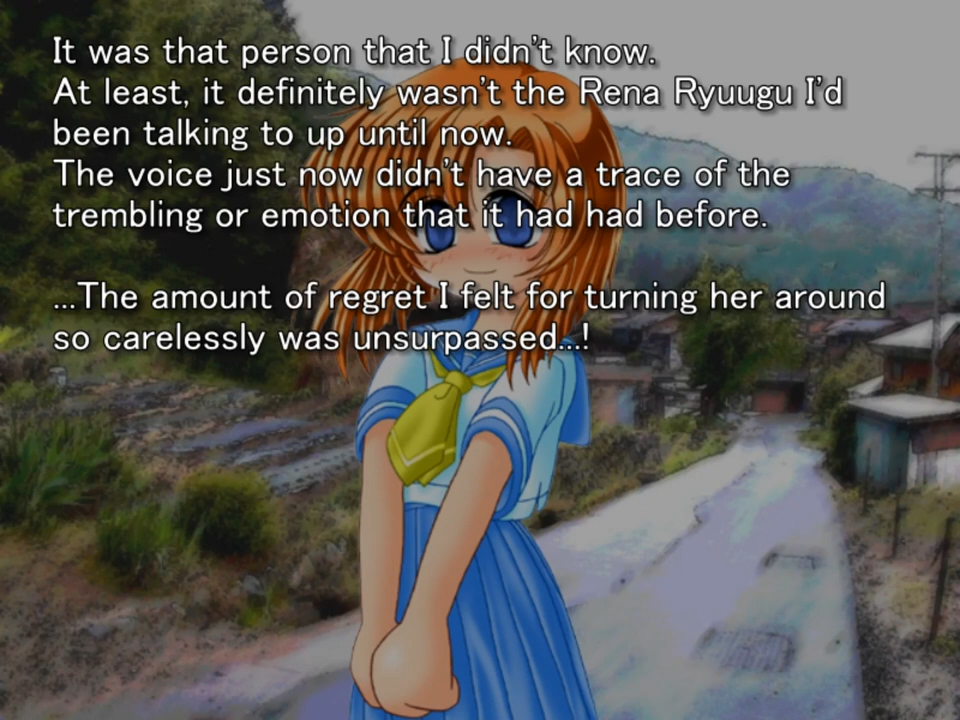 It was that person that I didn't know.
At least, it definitely wasn't the Rena Ryuugu I'd
been talking to up until now.
The voice just now didn't have a trace of the
trembling or emotion that it had had before.
...The amount of regret I felt for turning her around
so carelessly was unsurpassed...!